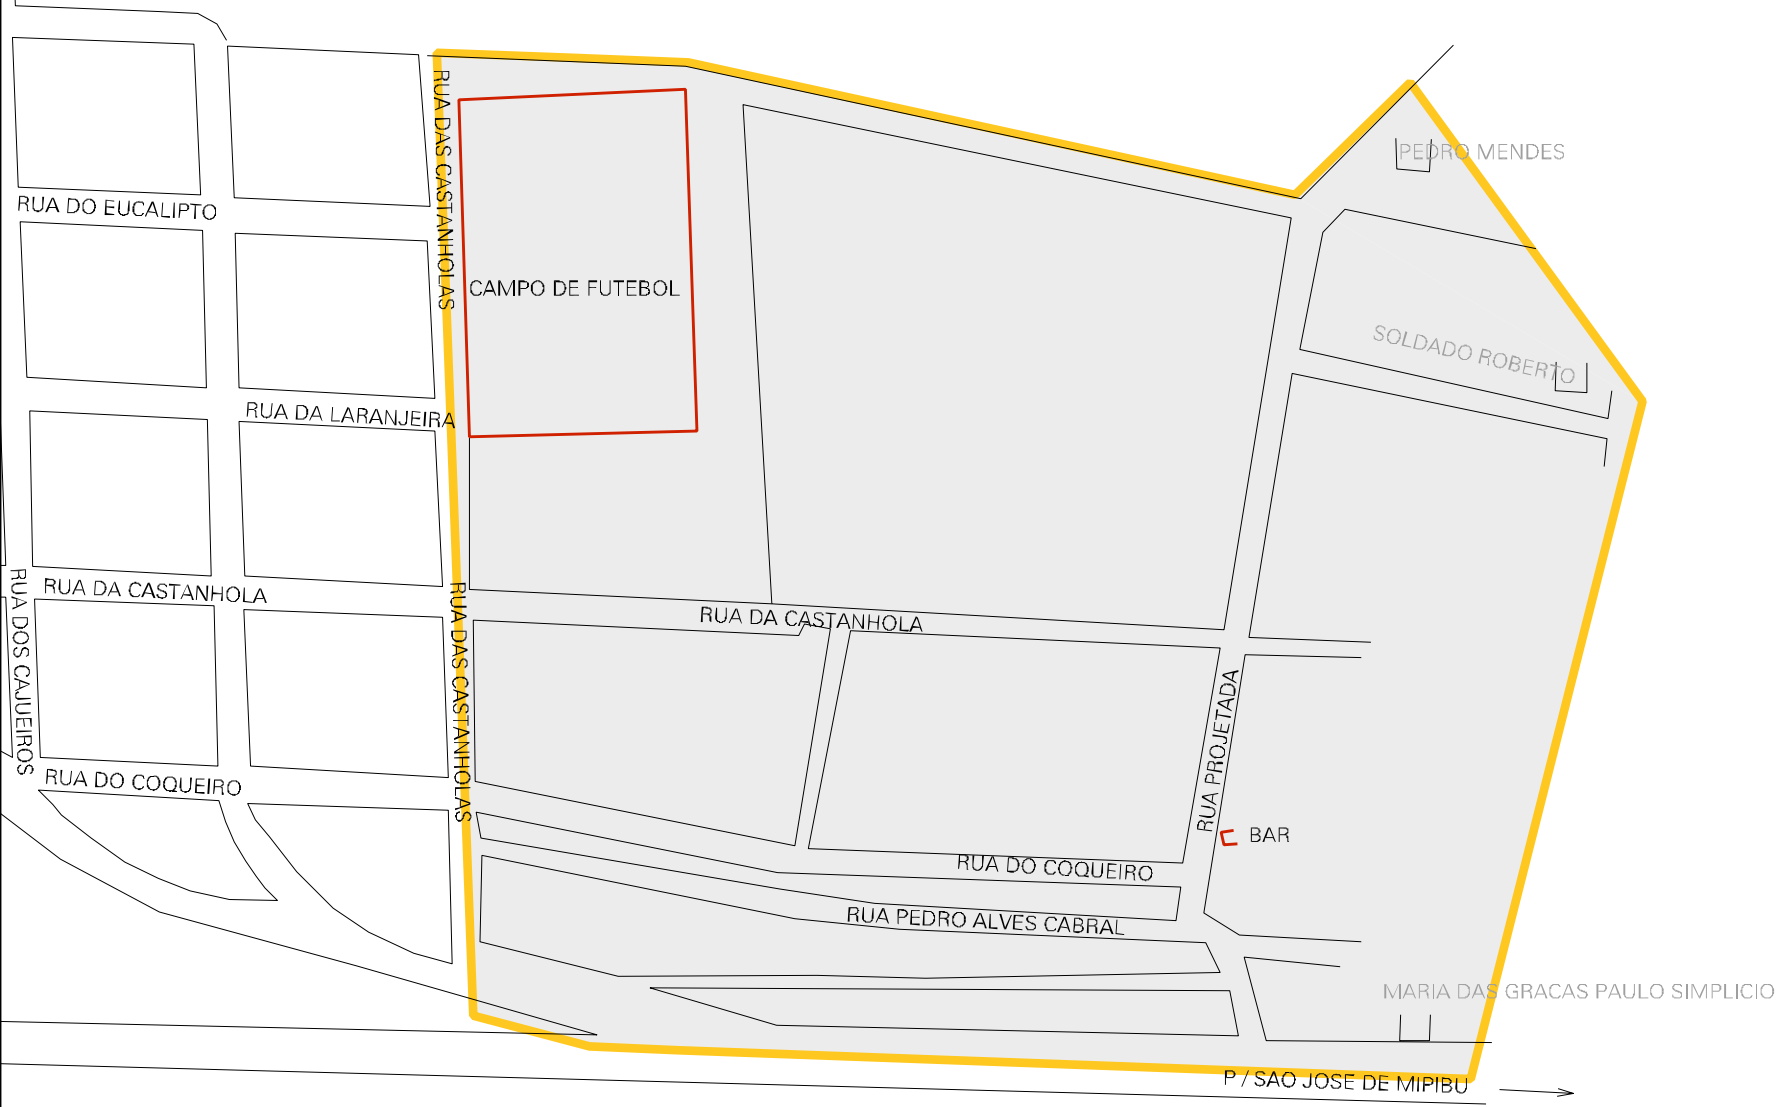 RUA DAS CASTANHOLAS
PEDRO MENDES
RUA DO EUCALIPTO
CAMPO DE FUTEBOL
SOLDADO ROBERTO
RUA DA LARANJEIRA
RUA DOS CAJUEIROS
RUA DA CASTANHOLA
RUA DAS CASTANHOLAS
RUA DA CASTANHOLA
RUA PROJETADA
RUA DO COQUEIRO
BAR
RUA DO COQUEIRO
RUA PEDRO ALVES CABRAL
MARIA DAS GRACAS PAULO SIMPLICIO
P / SAO JOSE DE MIPIBU